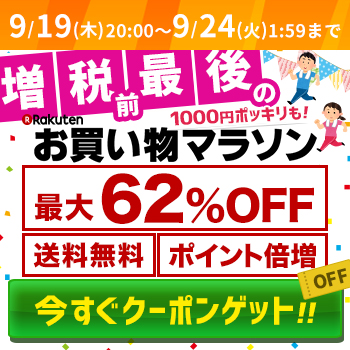 9/19(木)20:00～9/24(火)1:59まで
増税前最後の
1000円ポッキリも!
Rakuten
お買い物マラソン
最大62%OFF
送料無料 ポイント倍増
OFF
今すぐクーポンゲット!!